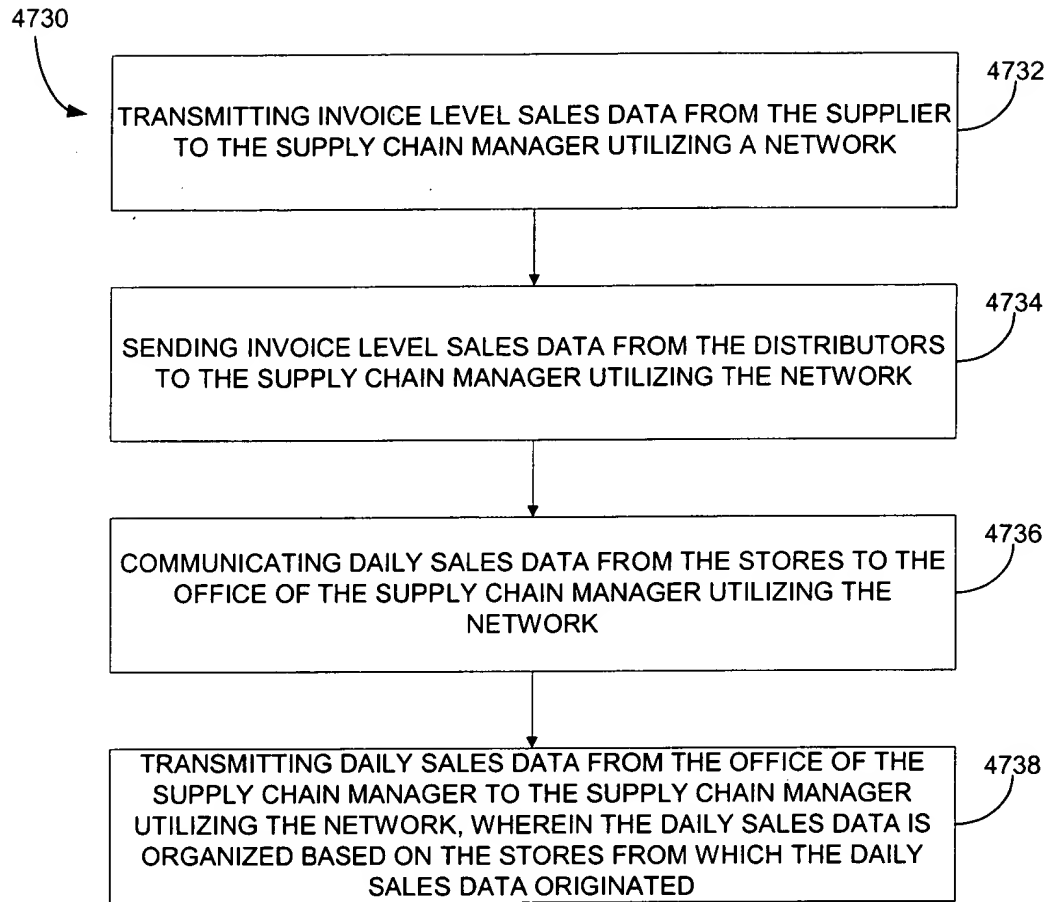 4730
4732
TRANSMITTING INVOICE LEVEL SALES DATA FROM THE SUPPLIER
TO THE SUPPLY CHAIN MANAGER UTILIZING A NETWORK
4734
SENDING INVOICE LEVEL SALES DATA FROM THE DISTRIBUTORS
TO THE SUPPLY CHAIN MANAGER UTILIZING THE NETWORK
4736
COMMUNICATING DAILY SALES DATA FROM THE STORES TO THE
OFFICE OF THE SUPPLY CHAIN MANAGER UTILIZING THE
NETWORK
4738
TRANSMITTING DAILY SALES DATA FROM THE OFFICE OF THE
SUPPLY CHAIN MANAGER TO THE SUPPLY CHAIN MANAGER
UTILIZING THE NETWORK, WHEREIN THE DAILY SALES DATA IS
ORGANIZED BASED ON THE STORES FROM WHICH THE DAILY
SALES DATA ORIGINATED